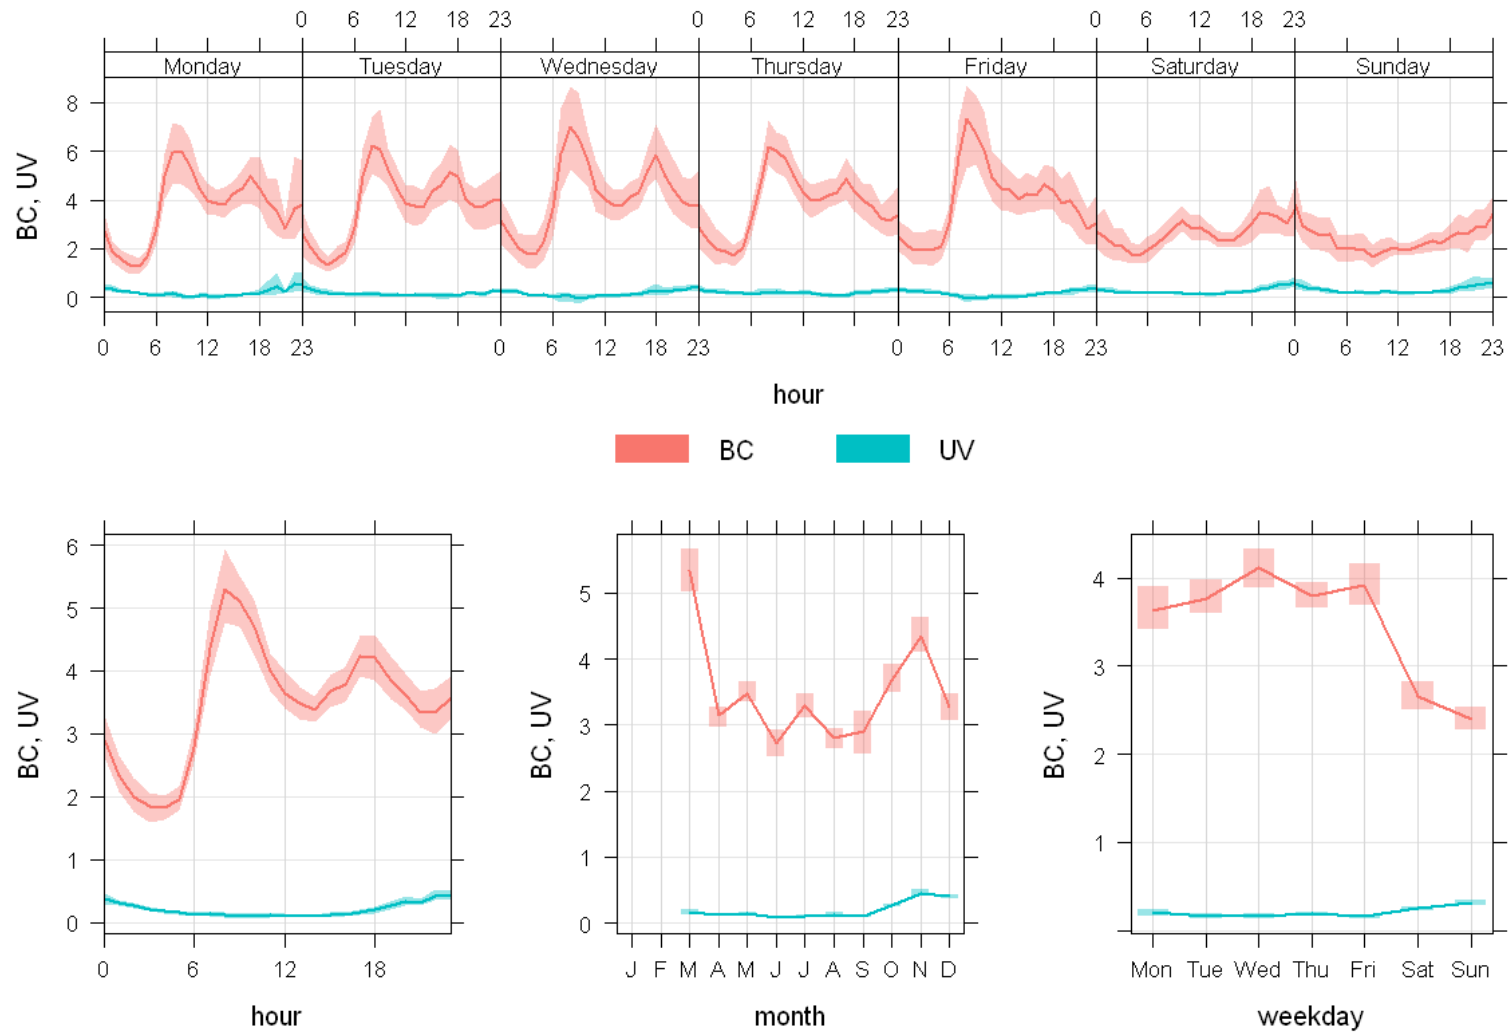 0 6 12 18 23 0 6 12 18 23 0 6 12 18 23
Monday Tuesday Wednesday Thursday Friday Saturday Sunday
8
6
4
2
0
BC, UV
0 6 12 18 23 0 6 12 18 23 0 6 12 18 23 0 6 12 18 23
hour
BC UV
6
5
4
3
2
1
0
BC, UV
0 6 12 18
hour
5
4
3
2
1
0
BC, UV
J F M A M J J A S O N D
month
4
3
2
1
BC, UV
Mon Tue Wed Thu Fri Sat Sun
weekday